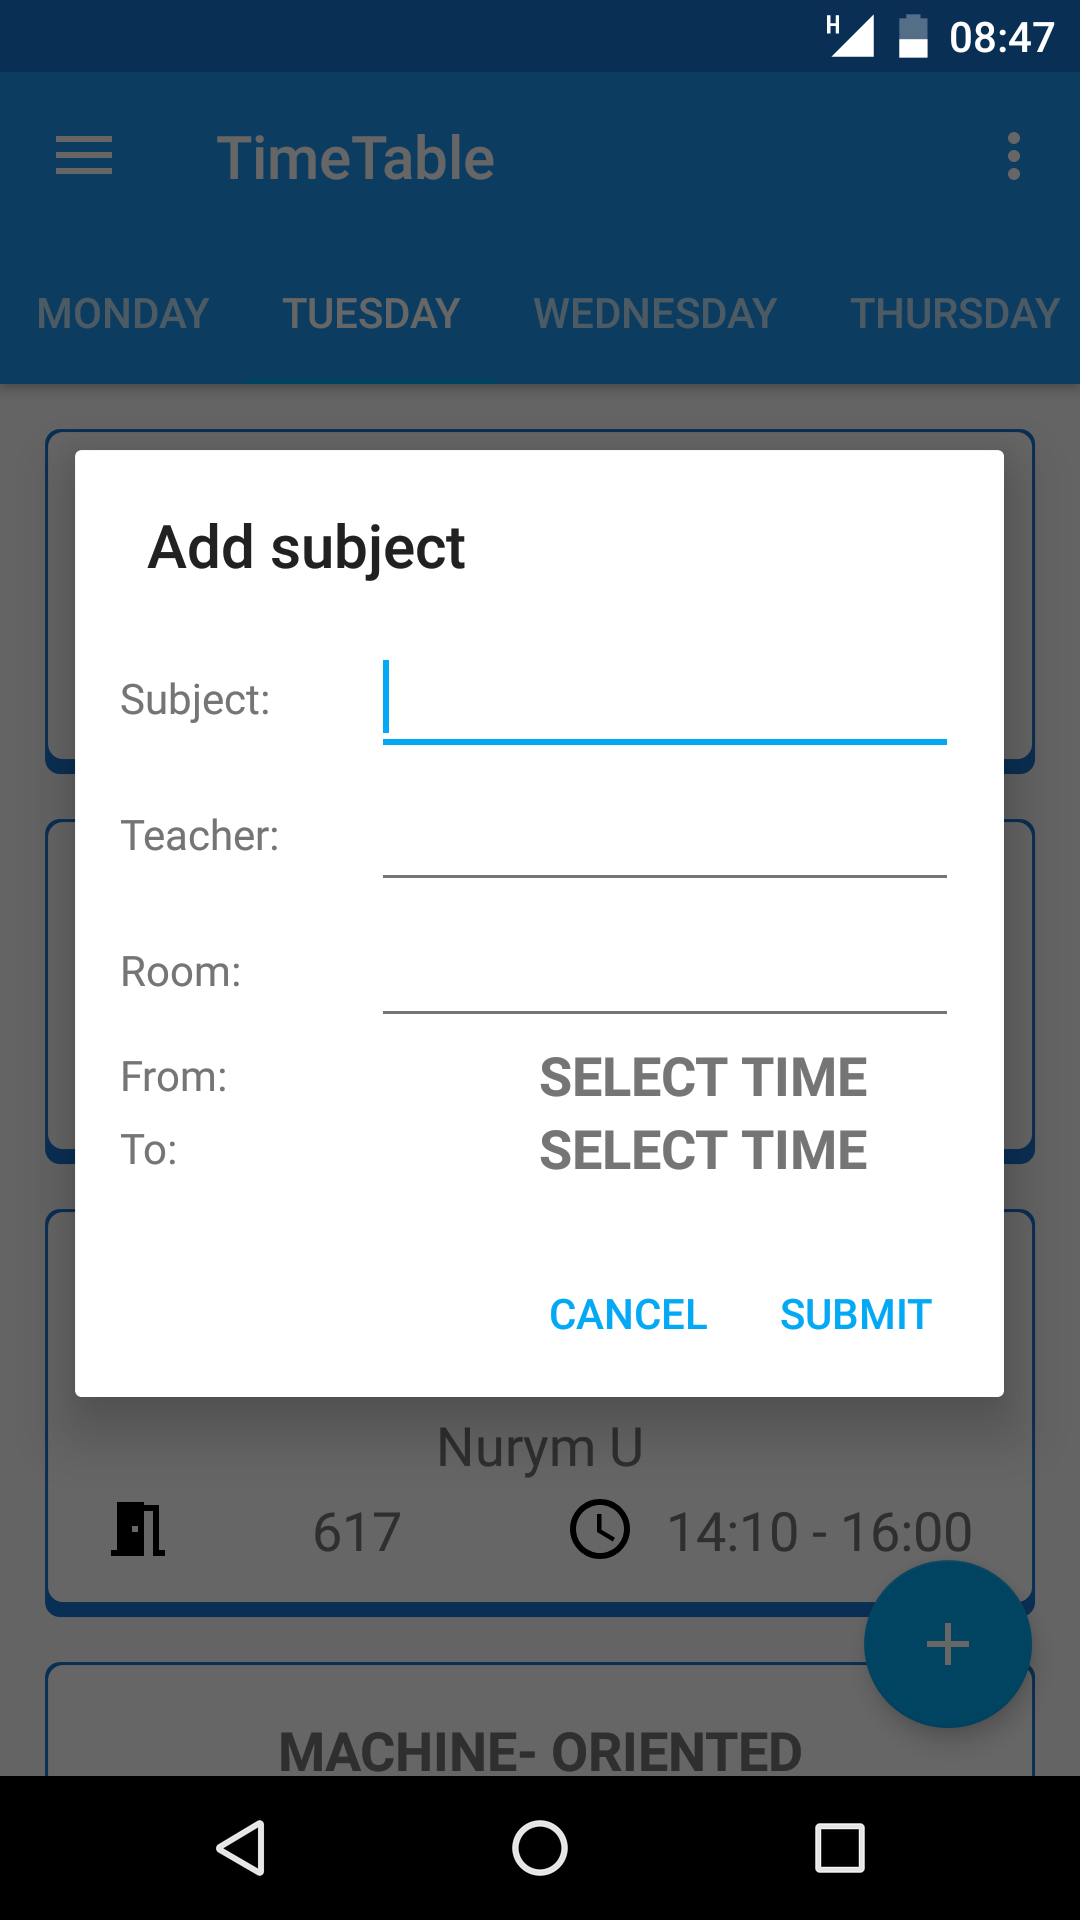 H 08:47
TimeTable
MONDAY TUESDAY WEDNESDAY THURSDAY
Add subject
Subject:
Teacher:
Room:
From: SELECT TIME
To: SELECT TIME
CANCEL SUBMIT
Nurym U
617 14:10 - 16:00
MACHINE- ORIENTED